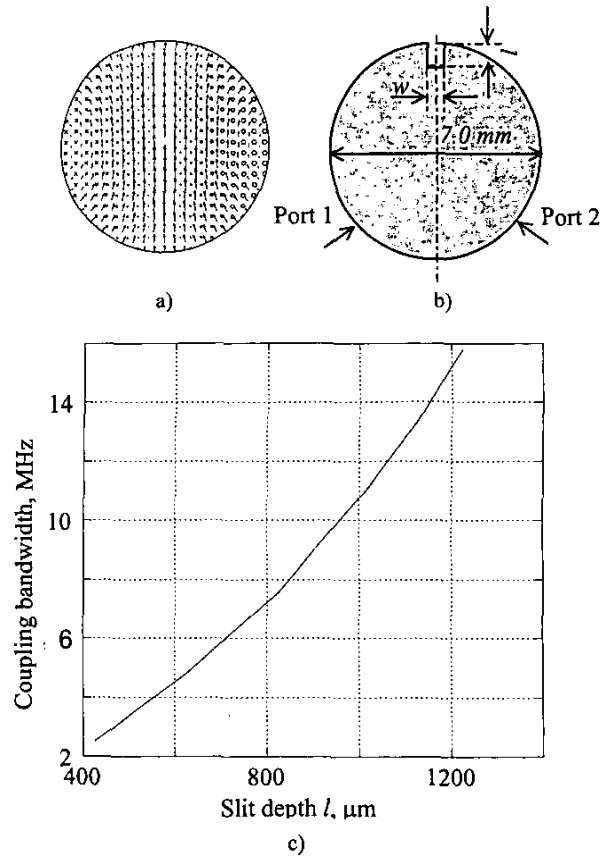 l
w
7.0 mm
Port 1
Port 2
a)
b)
Coupling bandwidth, MHz
14
10
6
2
400
800
1200
Slit depth l, μm
c)